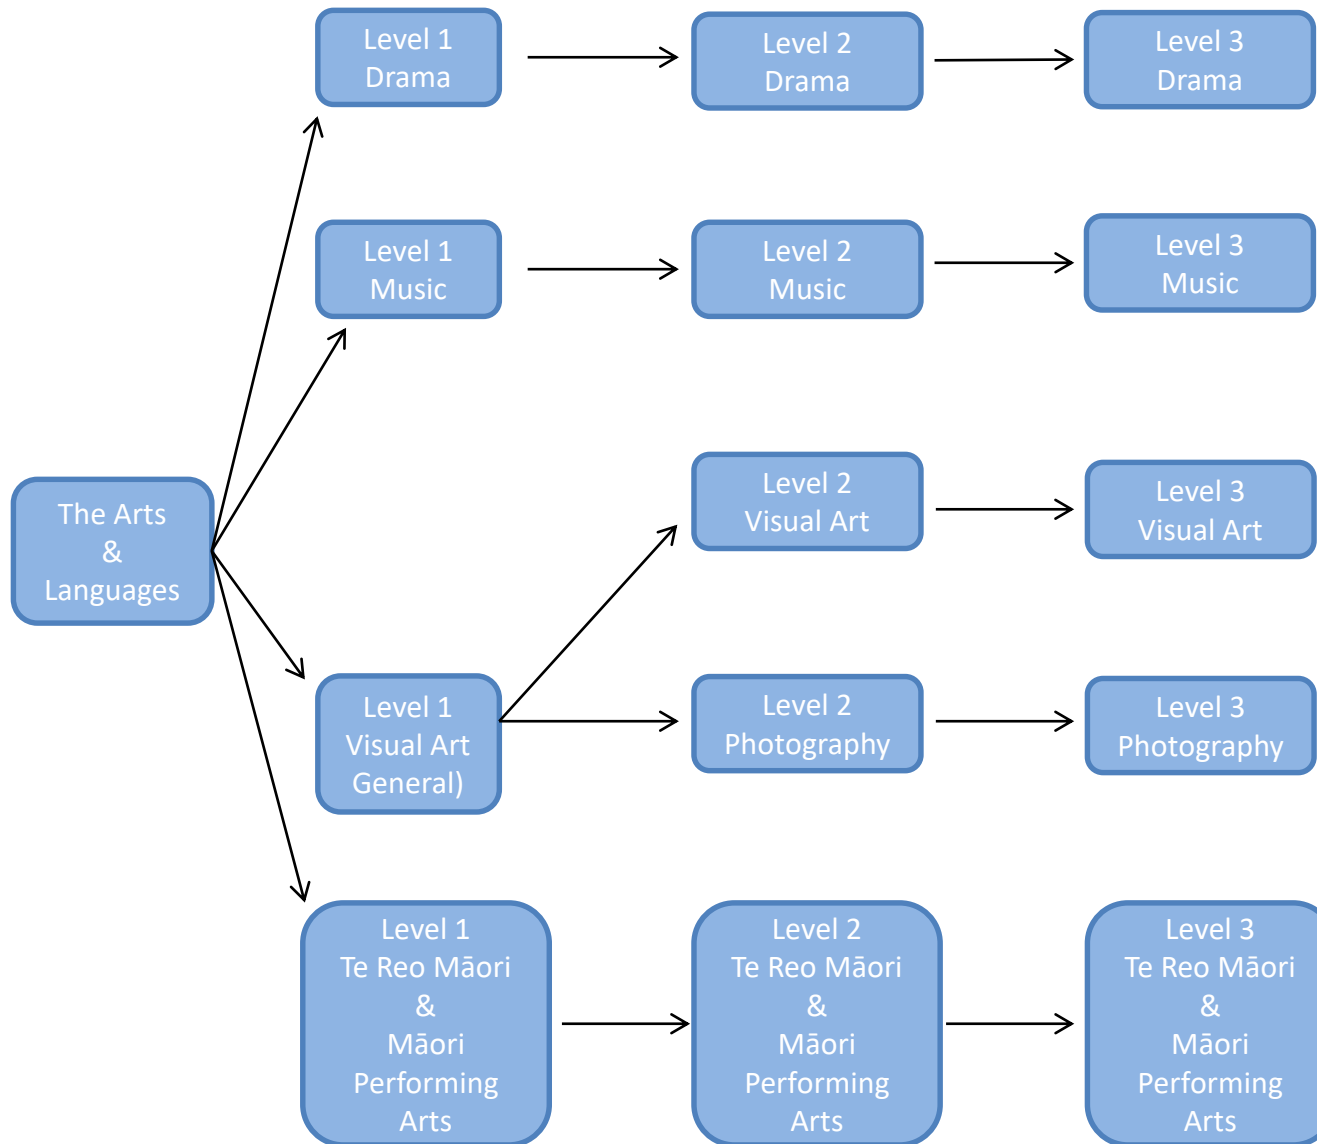 Level 1
Drama
Level 2
Drama
Level 3
Drama
Level 1
Music
Level 2
Music
Level 3
Music
The Arts
&
Languages
Level 2
Visual Art
Level 3
Visual Art
Level 1
Visual Art
General)
Level 2
Photography
Level 3
Photography
Level 1
Te Reo Māori
&
Māori
Performing
Arts
Level 2
Te Reo Māori
&
Māori
Performing
Arts
Level 3
Te Reo Māori
&
Māori
Performing
Arts